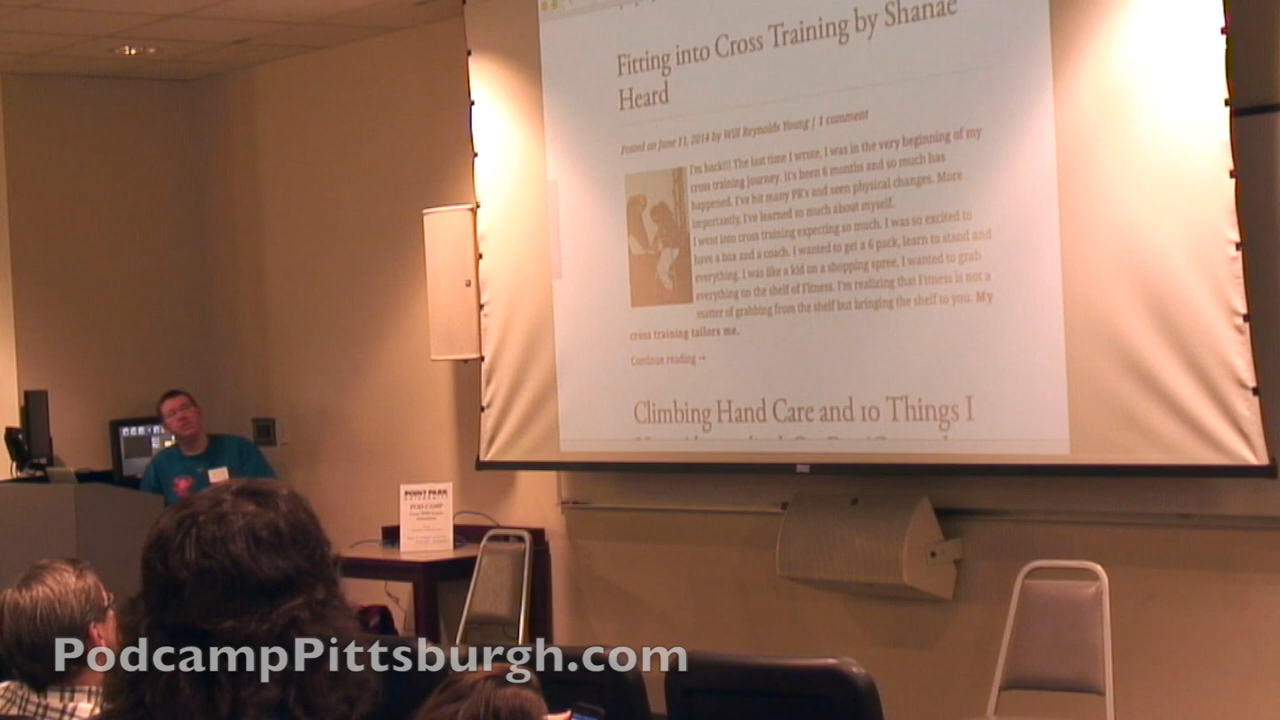 Fitting into Cross Training by Shanae
Heard
Posted on June 11, 2014 by Will Reynolds Young | 1 comment
I'm back!!! The last time I wrote, I was in the very beginning of my
cross training journey. It's been 6 months and so much has
happened. I've hit many PR's and seen physical changes. More
importantly, I've learned so much about myself.
I went into cross training expecting so much. I was so excited to
have a box and a coach. I wanted to get a 6 pack, learn to stand and
everything. I was like a kid on a shopping spree, I wanted to grab
everything on the shelf of Fitness. I'm realizing that Fitness is not a
matter of grabbing from the shelf but bringing the shelf to you. My
cross training tailors me.
Continue reading →
Climbing Hand Care and 10 Things I
POINT PARK
UNIVERSITY
POD CAMP
PodcampPittsburgh.com